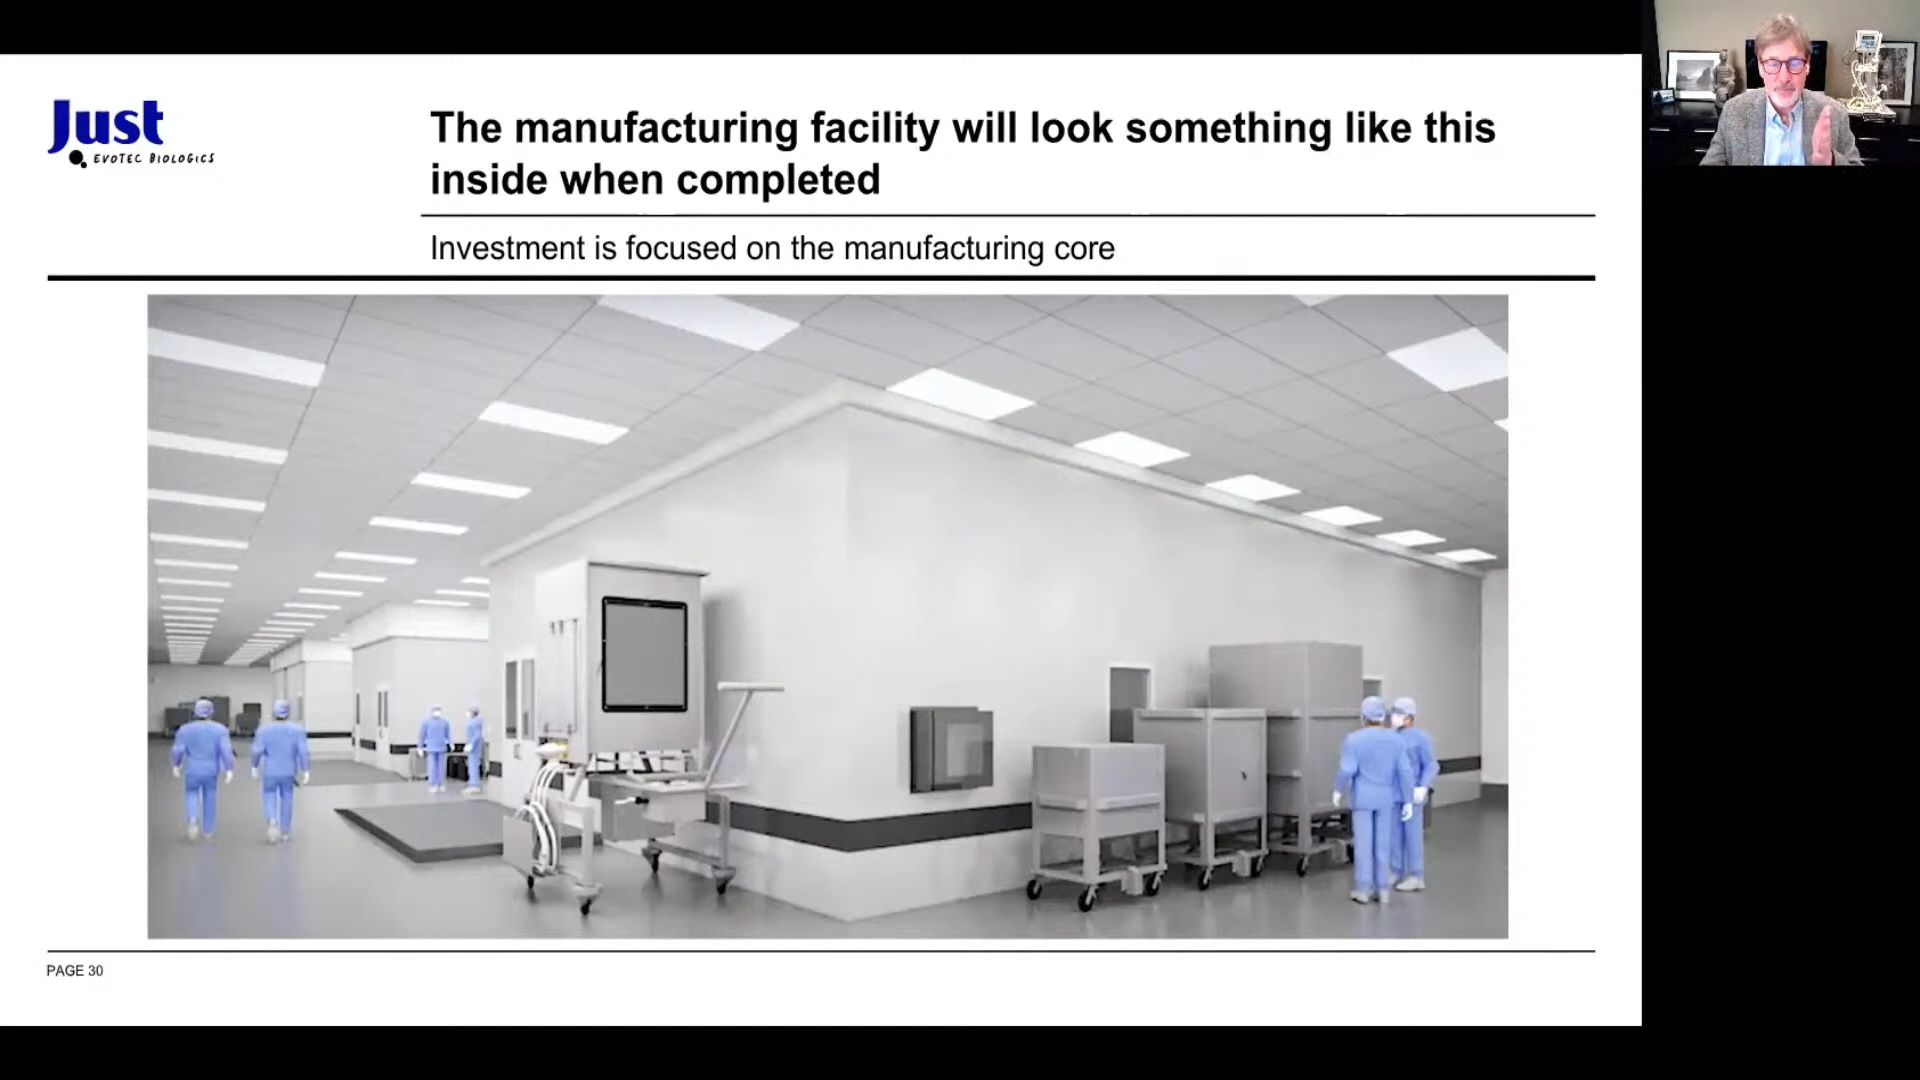 Just
EVOTEC BIOLOGICS
The manufacturing facility will look something like this
inside when completed
Investment is focused on the manufacturing core
PAGE 30